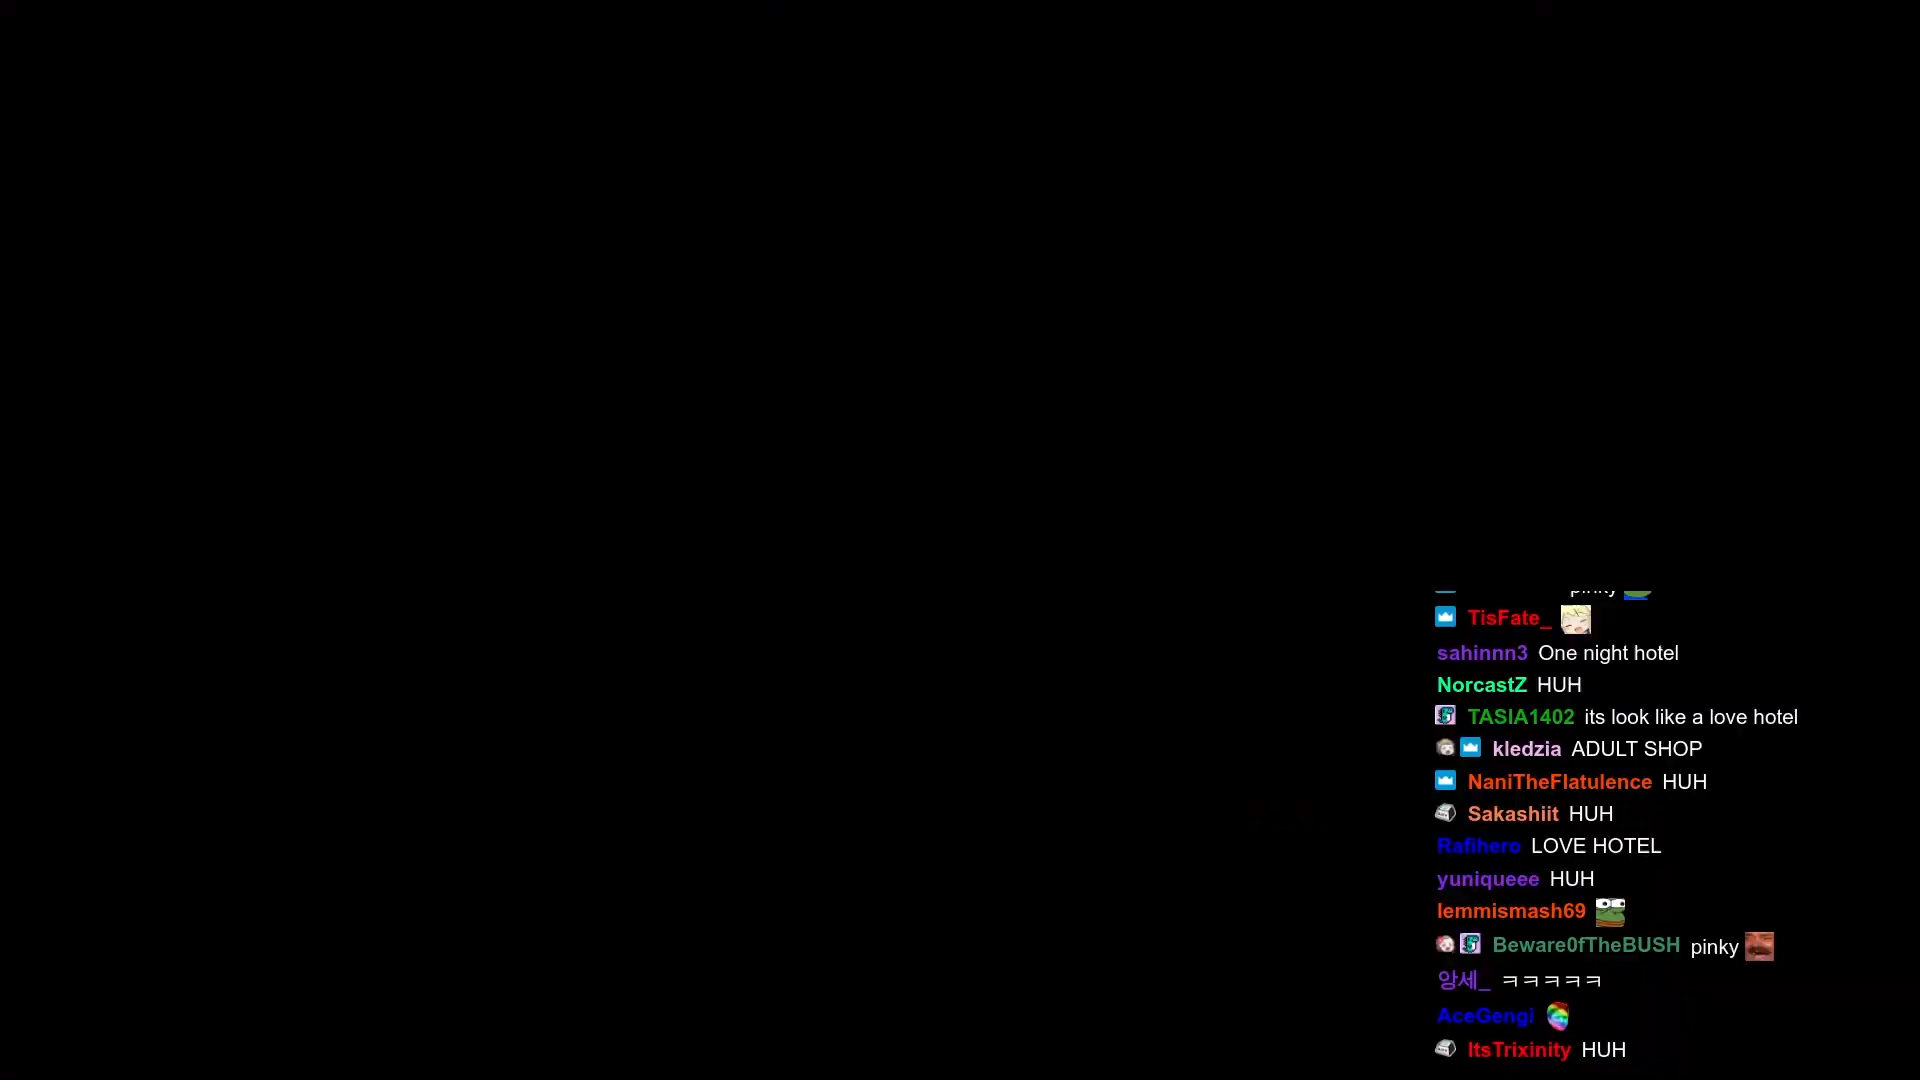 pinky
TisFate_
sahinnn3 One night hotel
NorcastZ HUH
TASIA1402 its look like a love hotel
kledzia ADULT SHOP
NaniTheFlatulence HUH
Sakashiit HUH
Rafihero LOVE HOTEL
yuniqueee HUH
lemmismash69
Beware0fTheBUSH pinky
앙세_ ㅋㅋㅋㅋㅋ
AceGengi
ItsTrixinity HUH